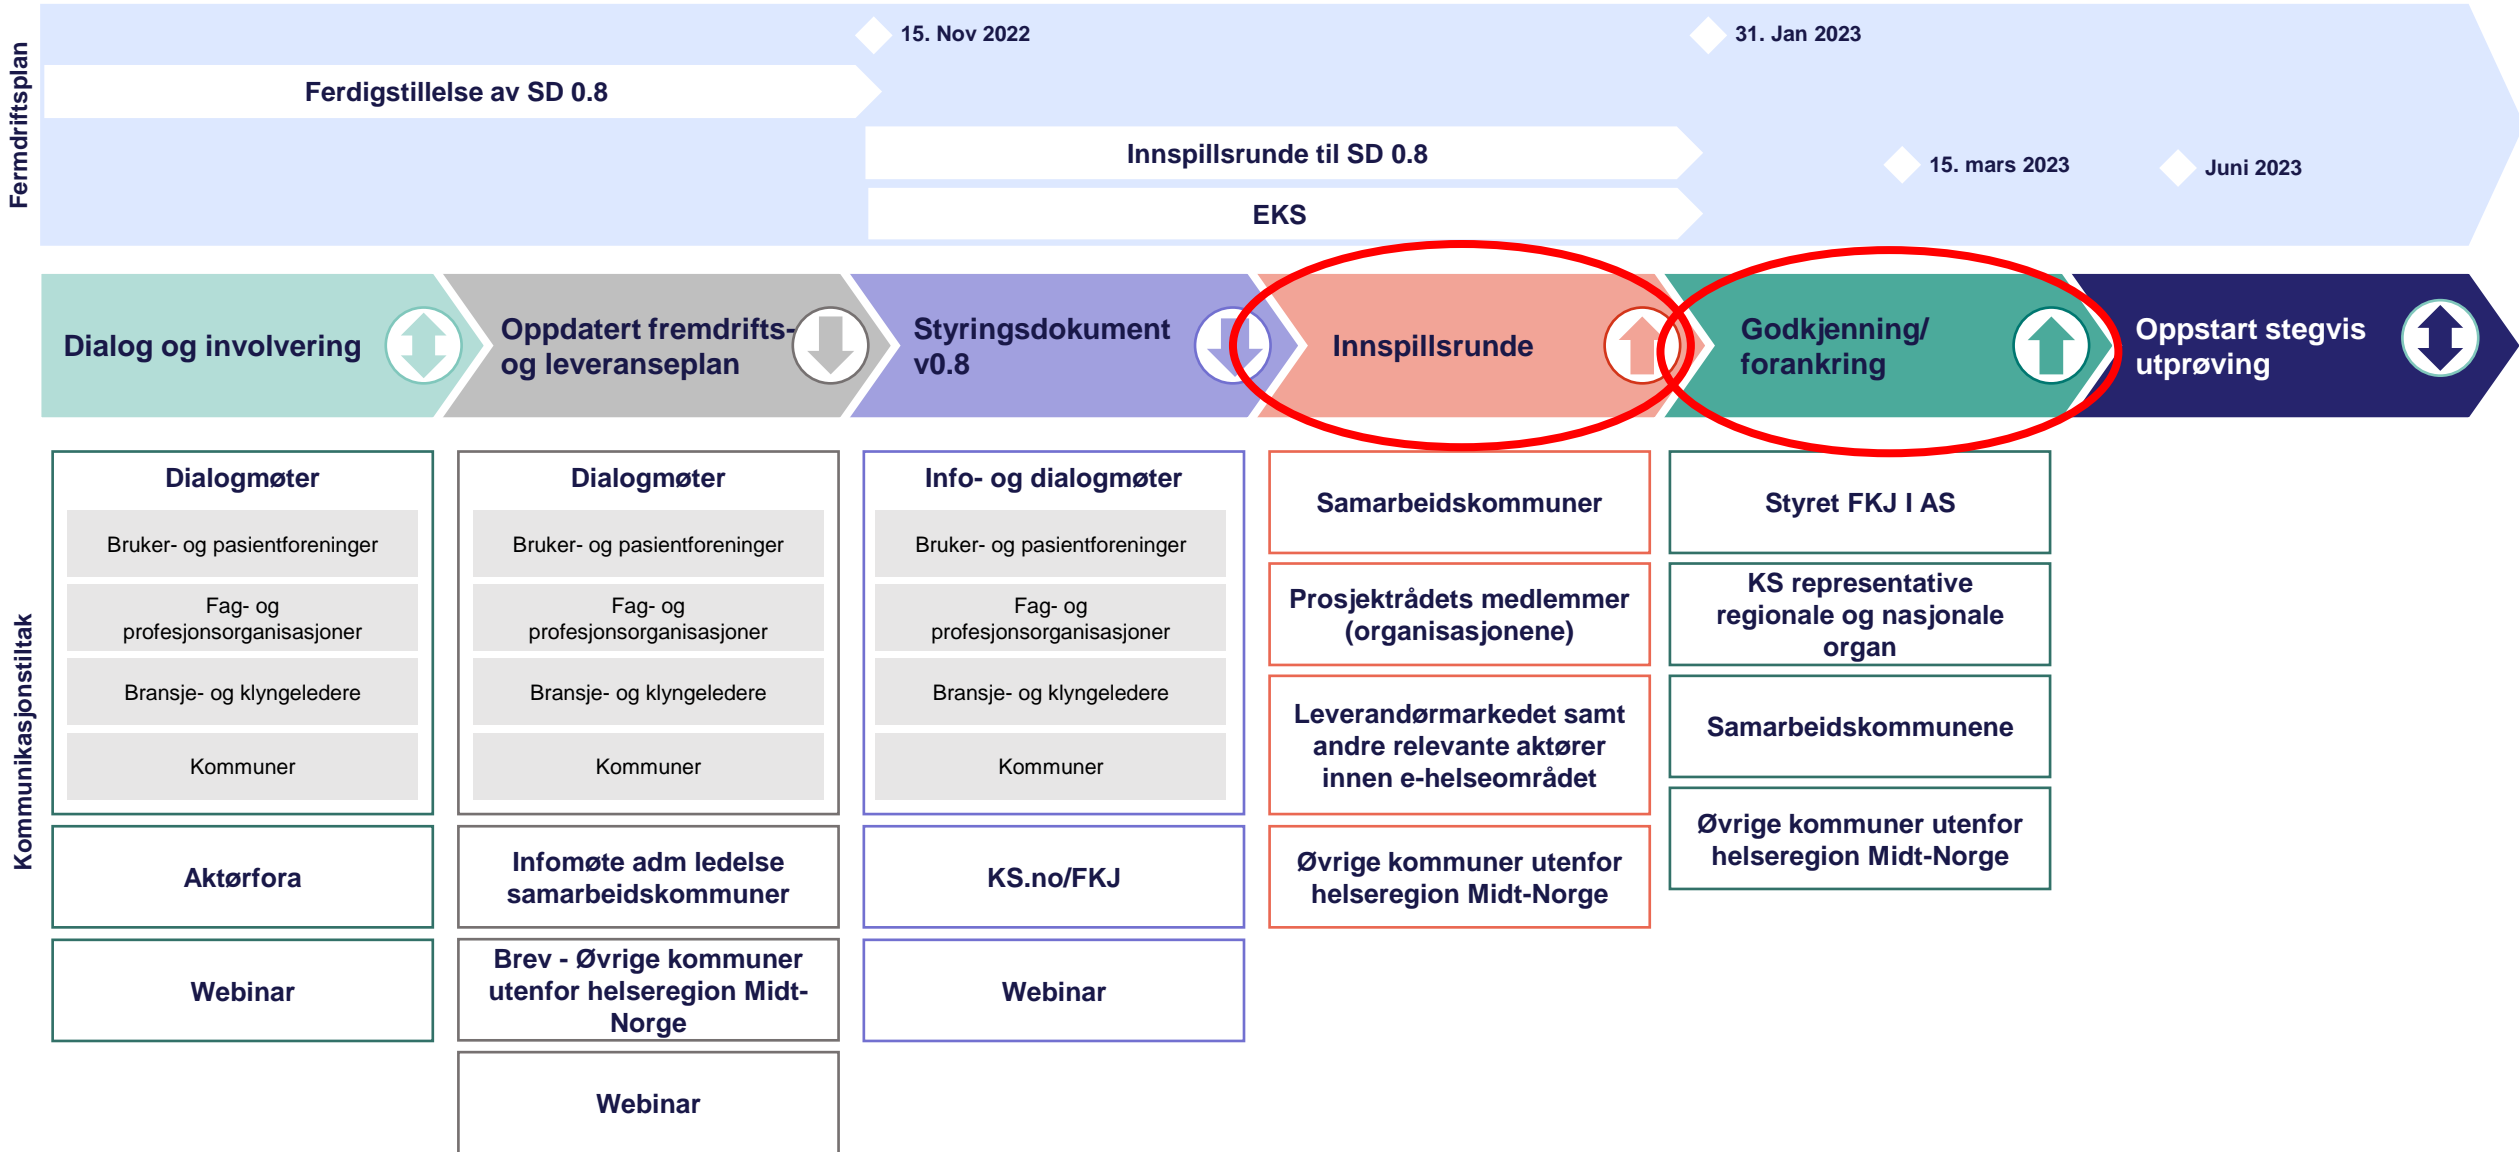 Fermdriftsplan
15. Nov 2022
31. Jan 2023
Ferdigstillelse av SD 0.8
Innspillsrunde til SD 0.8
15. mars 2023
Juni 2023
EKS
Dialog og involvering
Oppdatert fremdrifts-
og leveranseplan
Styringsdokument
v0.8
Innspillsrunde
Godkjenning/
forankring
Oppstart stegvis
utprøving
Kommunikasjonstiltak
Dialogmøter
Bruker- og pasientforeninger
Fag- og
profesjonsorganisasjoner
Bransje- og klyngeledere
Kommuner
Aktørfora
Webinar
Dialogmøter
Bruker- og pasientforeninger
Fag- og
profesjonsorganisasjoner
Bransje- og klyngeledere
Kommuner
Infomøte adm ledelse
samarbeidskommuner
Brev - Øvrige kommuner
utenfor helseregion Midt-
Norge
Webinar
Info- og dialogmøter
Bruker- og pasientforeninger
Fag- og
profesjonsorganisasjoner
Bransje- og klyngeledere
Kommuner
KS.no/FKJ
Webinar
Samarbeidskommuner
Prosjektrådets medlemmer
(organisasjonene)
Leverandørmarkedet samt
andre relevante aktører
innen e-helseområdet
Øvrige kommuner utenfor
helseregion Midt-Norge
Styret FKJ I AS
KS representative
regionale og nasjonale
organ
Samarbeidskommunene
Øvrige kommuner utenfor
helseregion Midt-Norge